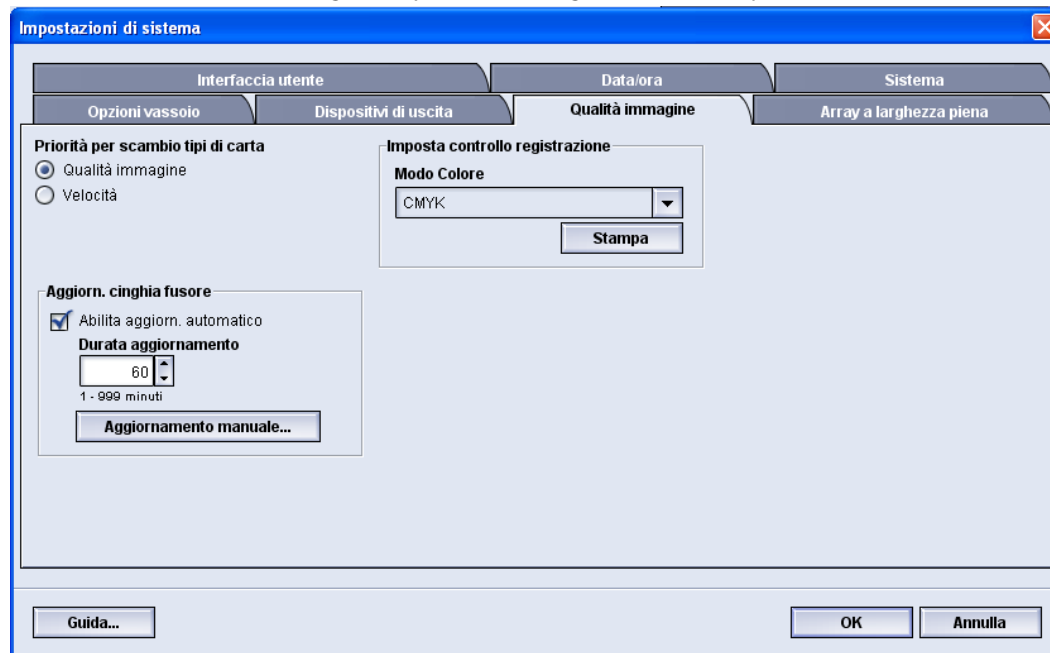 Impostazioni di sistema
Interfaccia utente
Data/ora
Sistema
Opzioni vassoio
Dispositivi di uscita
Qualità immagine
Array a larghezza piena
Priorità per scambio tipi di carta
Qualità immagine
Velocità
Imposta controllo registrazione
Modo Colore
CMYK
Stampa
Aggiorn. cinghia fusore
Abilita aggiorn. automatico
Durata aggiornamento
60
1 - 999 minuti
Aggiornamento manuale...
Guida...
OK
Annulla